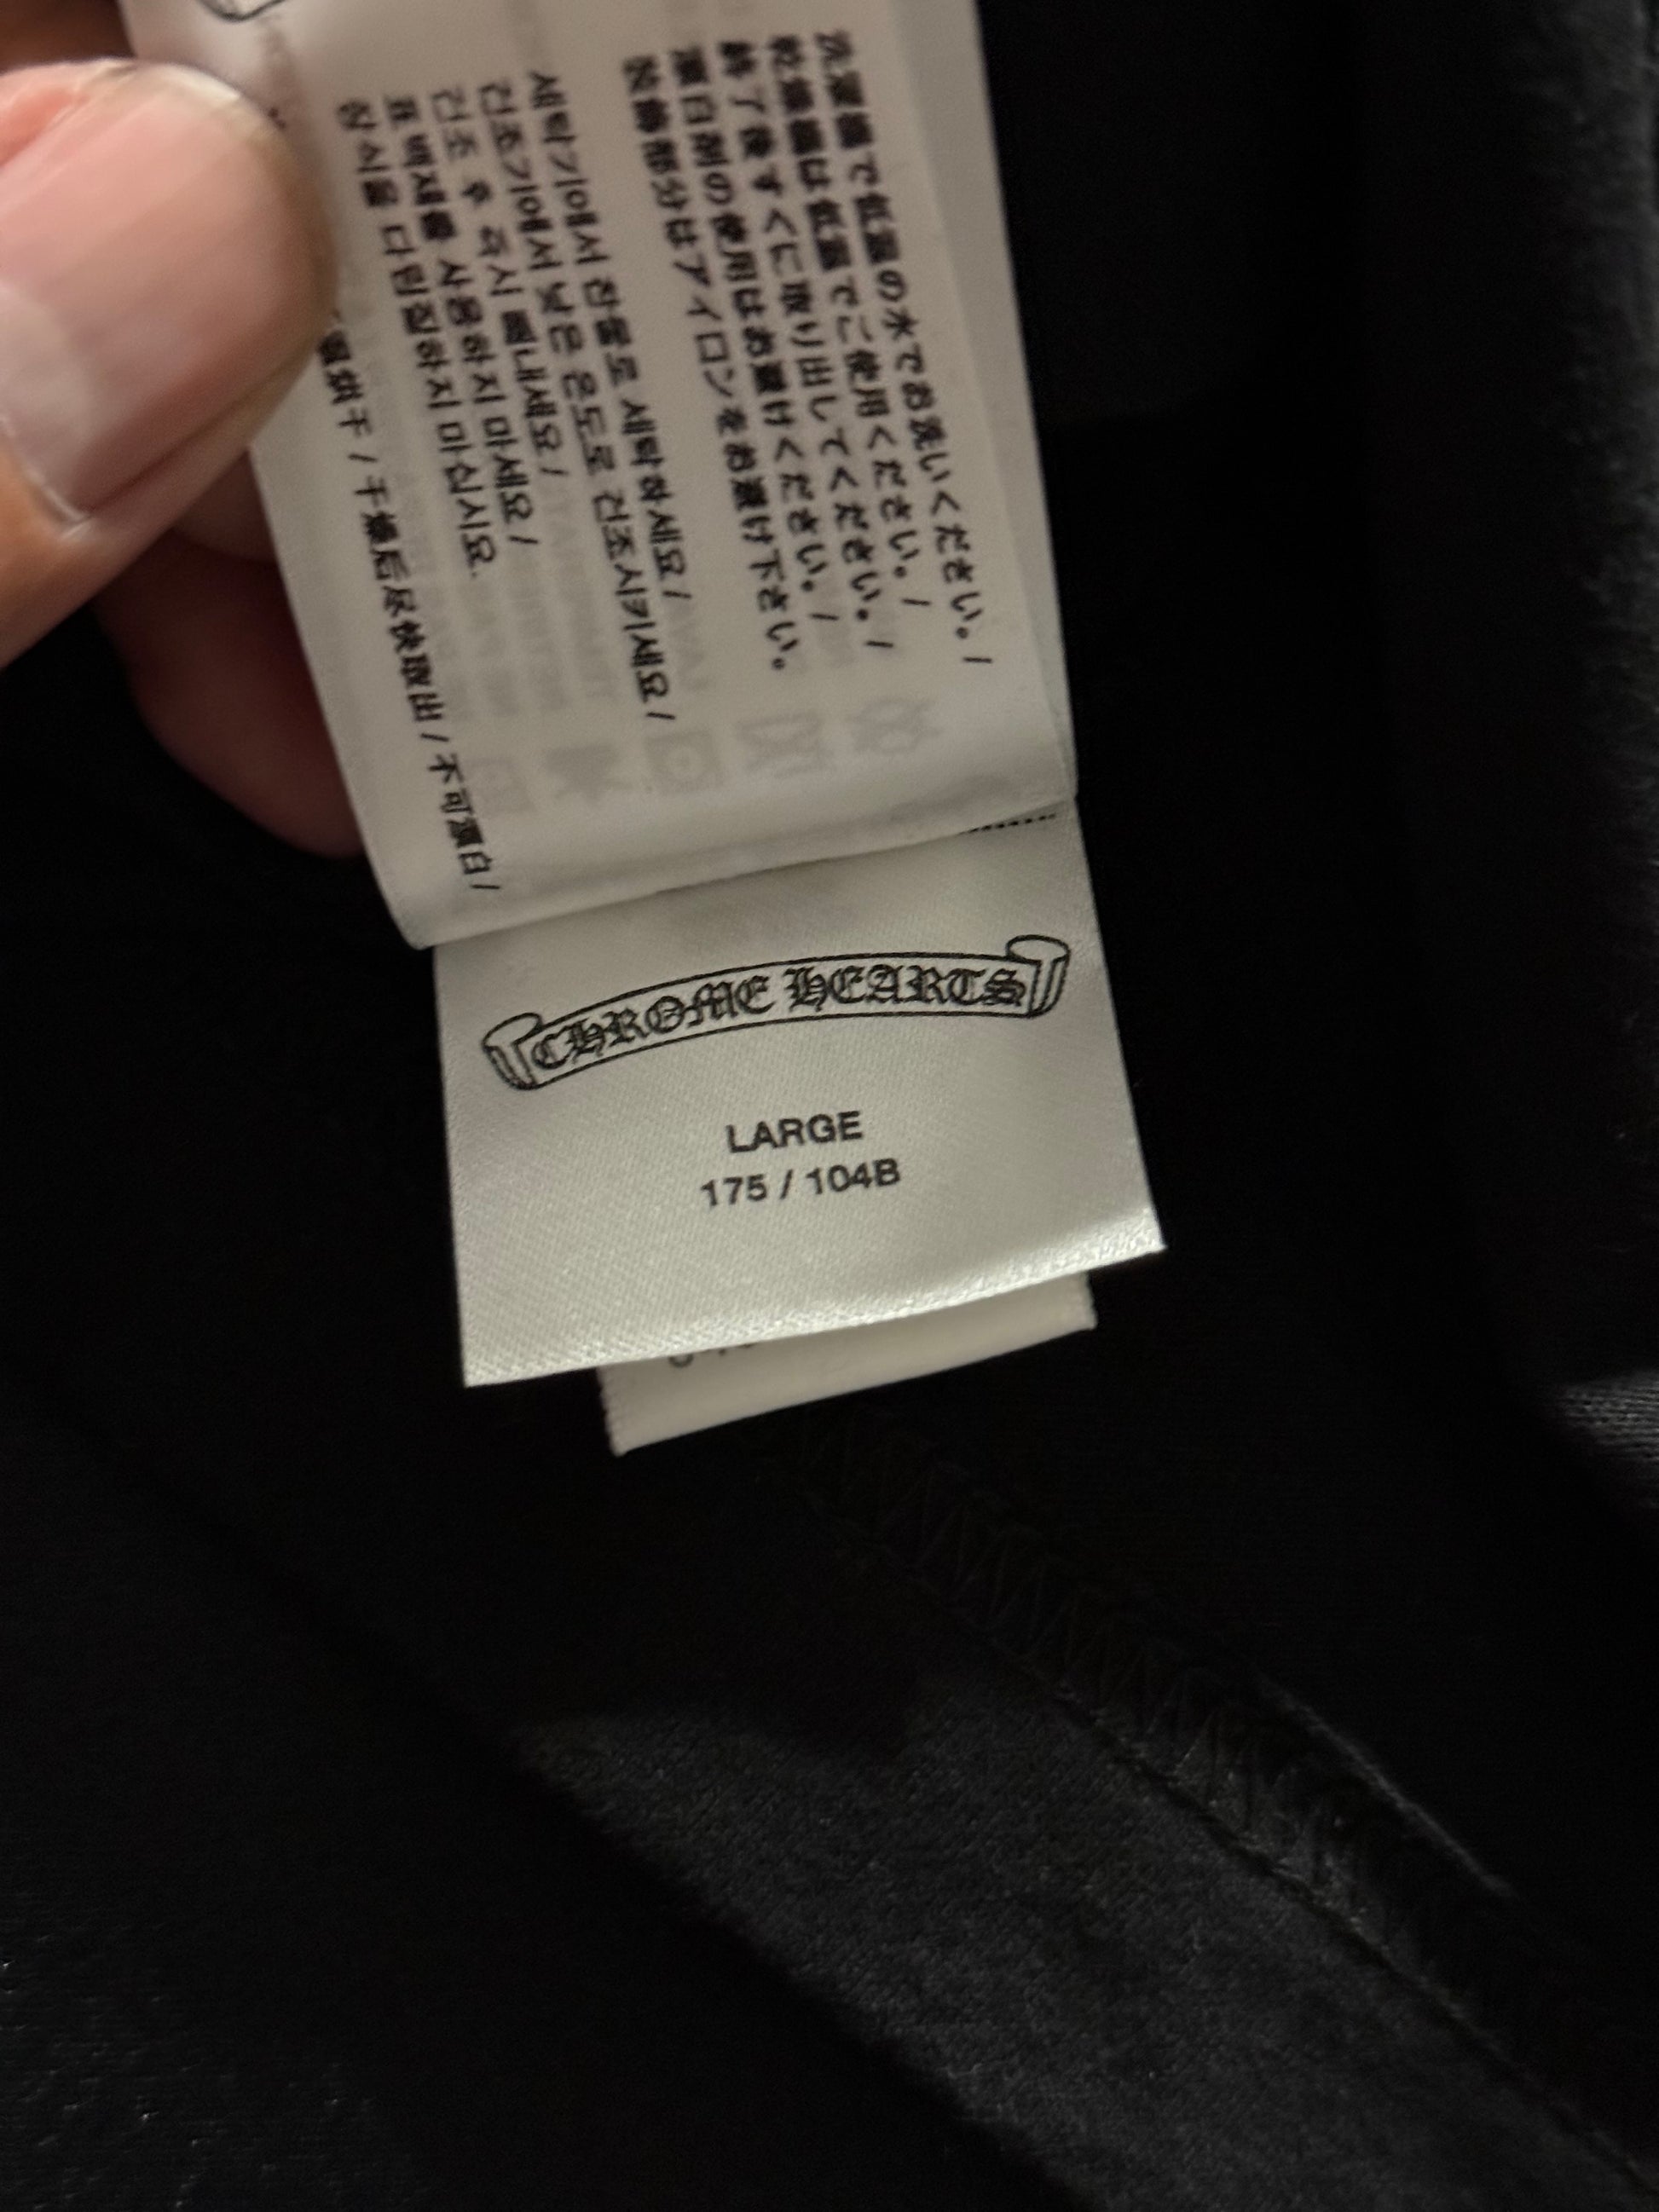 洗濯機で低温の水でお洗いください。/
乾燥機は低温でご使用ください。/
終了後すぐに取り出してください。/
漂白剤の使用はお避けください。/
装飾部分はアイロンをお避け下さい。
세탁기에서 찬물로 세탁하세요 /
건조기에서 낮은 온도로 건조시키세요 /
건조 후 즉시 빼내세요 /
표백제를 사용하지 마세요 /
장식을 다림질하지 마십시요.
温烘干 / 干燥后尽快取出 / 不可漂白 /
CHROME HEARTS
LARGE
175 / 104B